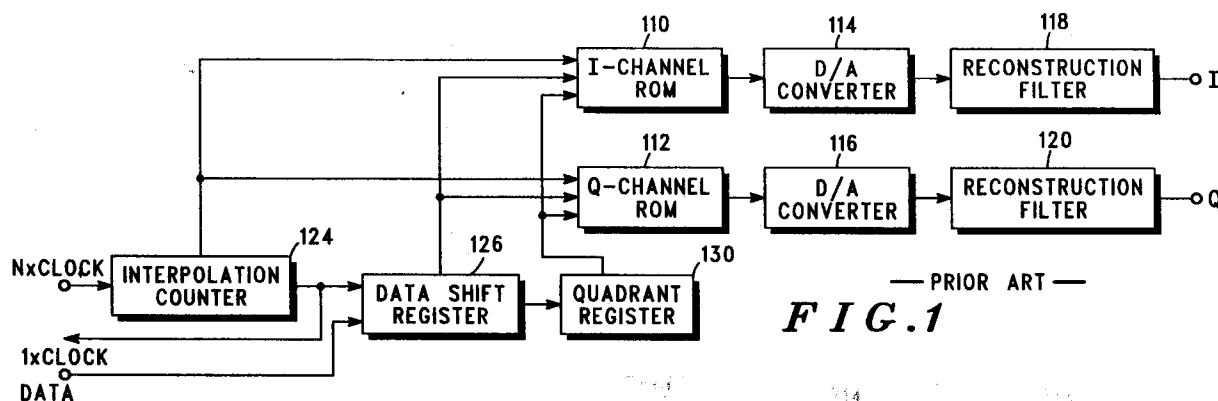 110
I-CHANNEL
ROM
114
D/A
CONVERTER
118
RECONSTRUCTION
FILTER
I
112
Q-CHANNEL
ROM
116
D/A
CONVERTER
120
RECONSTRUCTION
FILTER
Q
NxCLOCK
124
INTERPOLATION
COUNTER
126
DATA SHIFT
REGISTER
130
QUADRANT
REGISTER
— PRIOR ART —
FIG.1
1xCLOCK
DATA